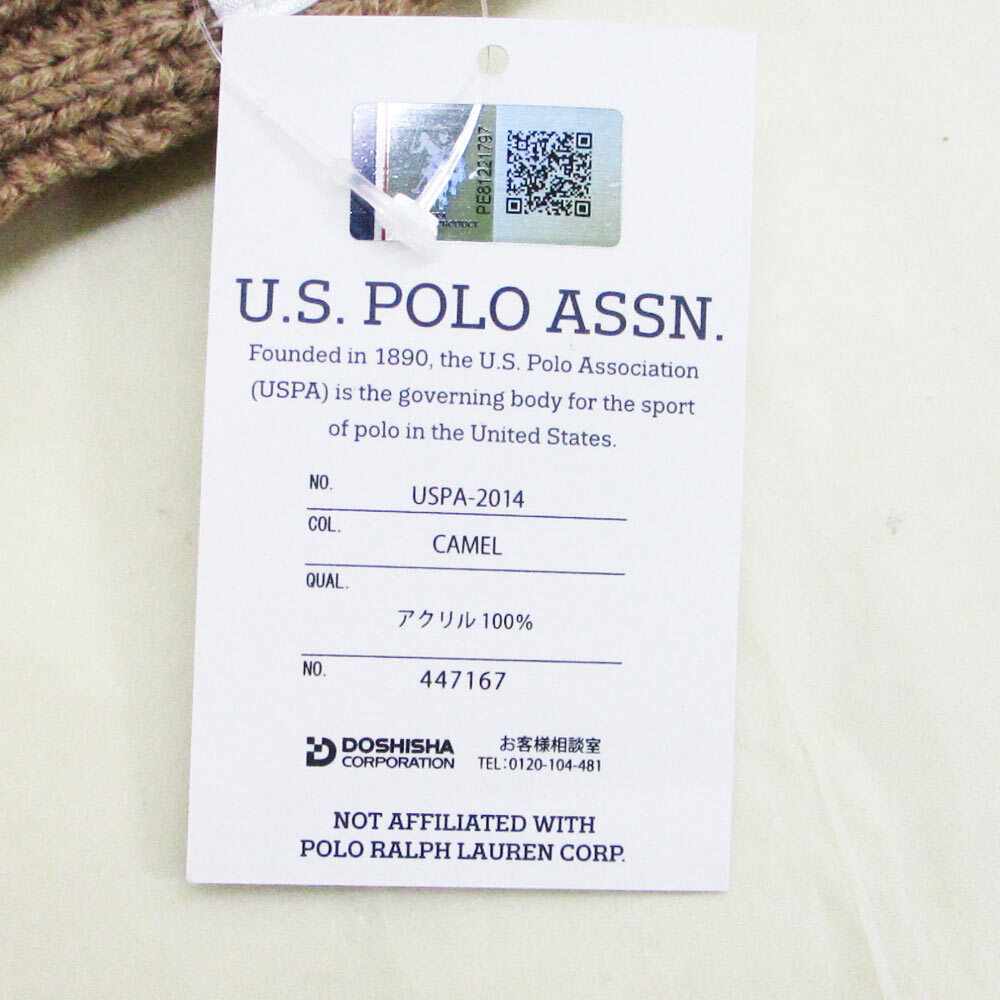 PE81221797
PRODUCT
U.S. POLO ASSN.
Founded in 1890, the U.S. Polo Association
(USPA) is the governing body for the sport
of polo in the United States.
NO. USPA-2014
COL. CAMEL
QUAL.
アクリル 100%
NO. 447167
DOSHISHA
CORPORATION
お客様相談室
TEL:0120-104-481
NOT AFFILIATED WITH
POLO RALPH LAUREN CORP.